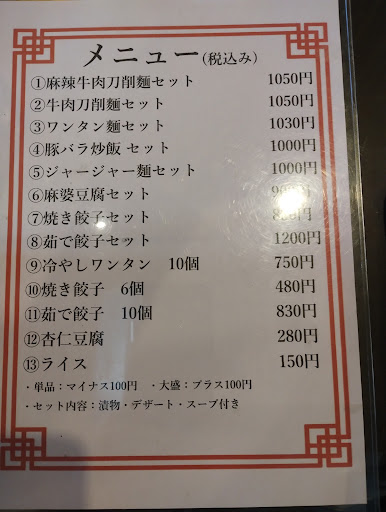 メニュー(税込み)
①麻辣牛肉刀削麺セット 1050円
②牛肉刀削麺セット 1050円
③ワンタン麺セット 1030円
④豚バラ炒飯 セット 1000円
⑤ジャージャー麺セット 1000円
⑥麻婆豆腐セット
⑦焼き餃子セット
⑧茹で餃子セット 1200円
⑨冷やしワンタン 10個 750円
⑩焼き餃子 6個 480円
⑪茹で餃子 10個 830円
⑫杏仁豆腐 280円
⑬ライス 150円
・単品：マイナス100円 ・大盛：プラス100円
・セット内容：漬物・デザート・スープ付き